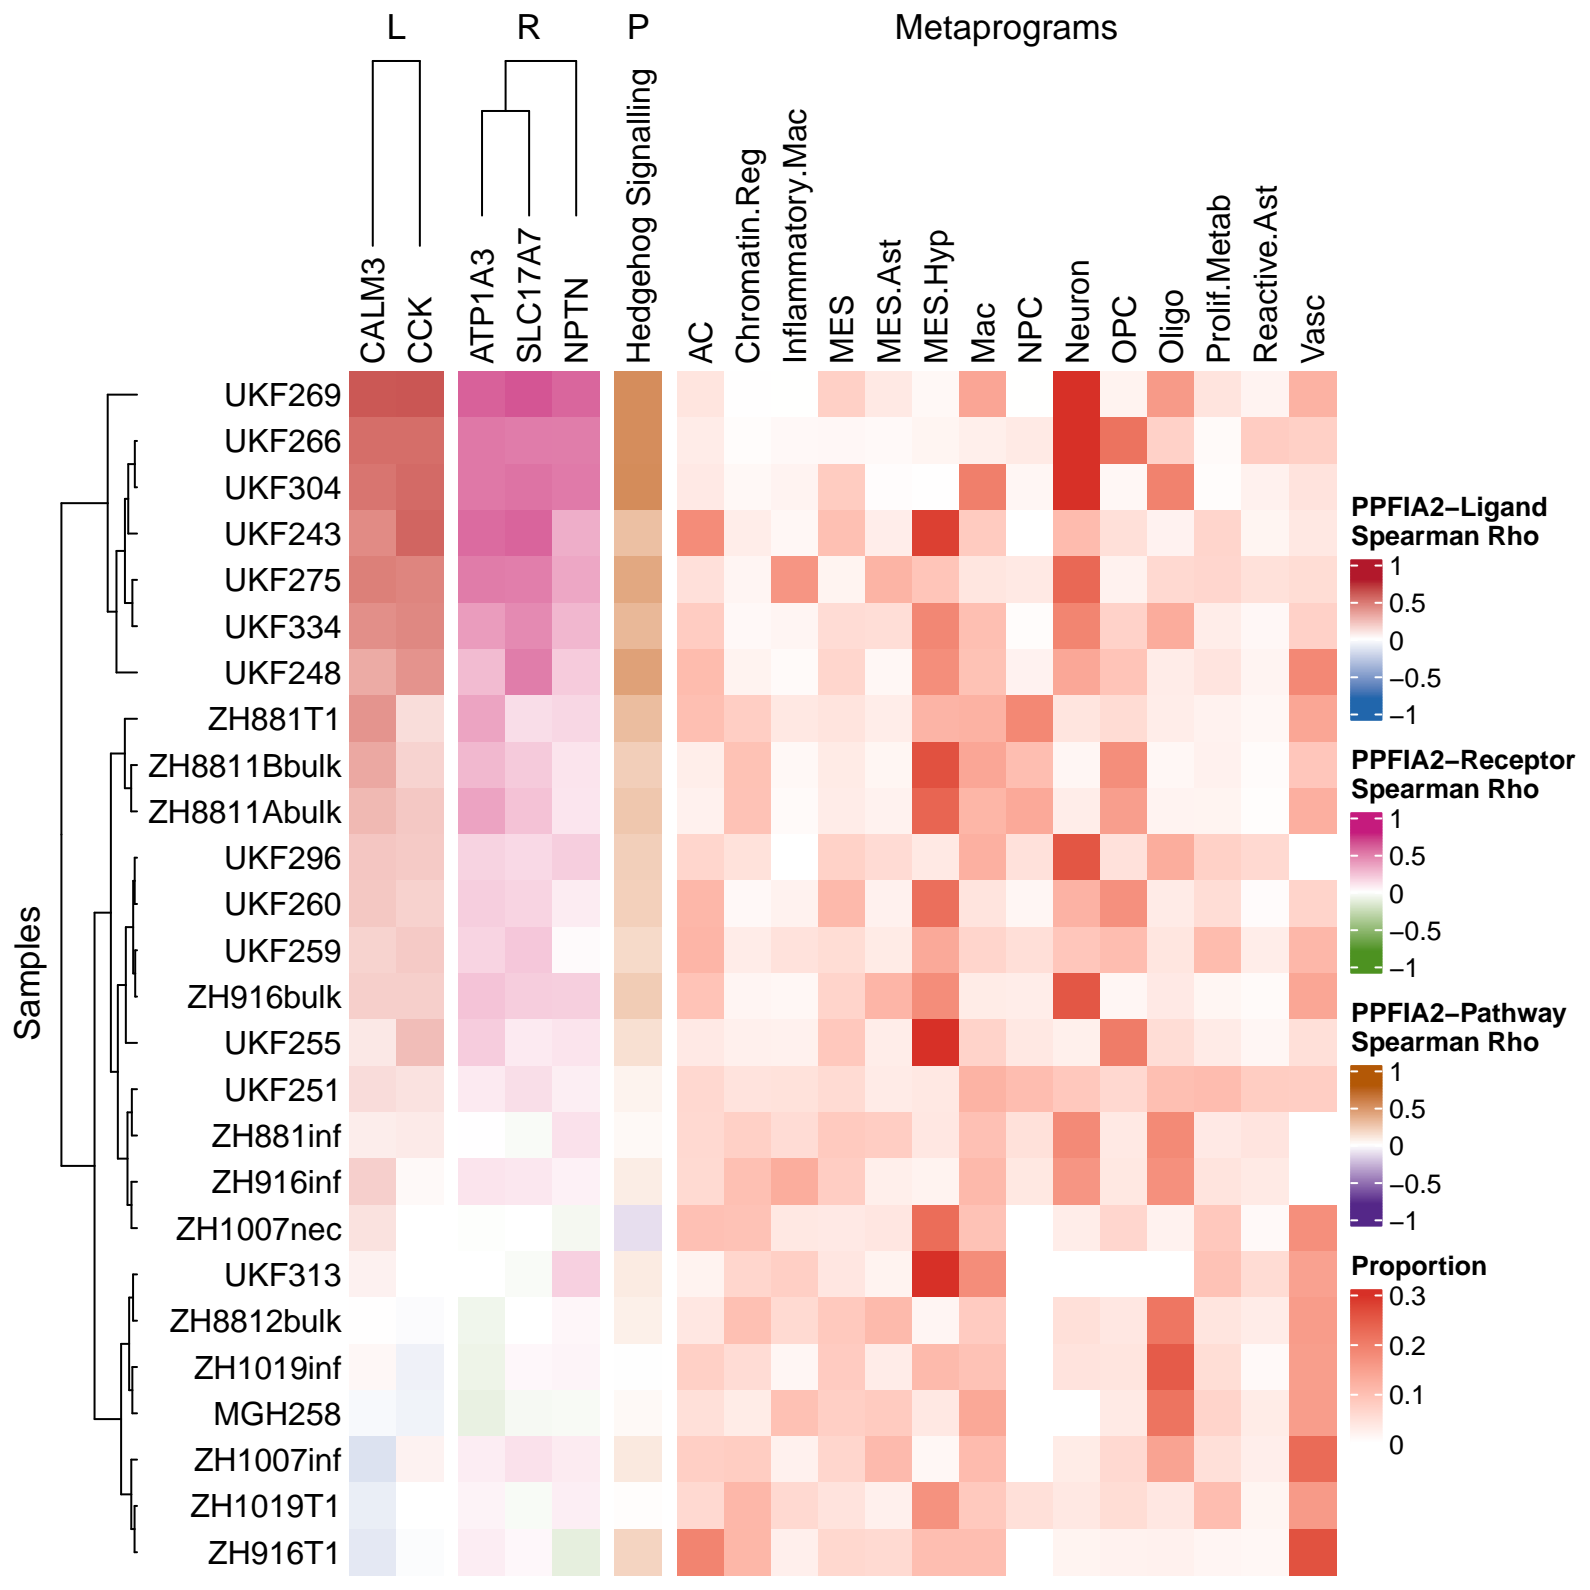 L R P Metaprograms
CALM3
CCK
ATP1A3
SLC17A7
NPTN
Hedgehog Signalling
AC
Chromatin.Reg
Inflammatory.Mac
MES
MES.Ast
MES.Hyp
Mac
NPC
Neuron
OPC
Oligo
Prolif.Metab
Reactive.Ast
Vasc
Samples
UKF269
UKF266
UKF304
UKF243
UKF275
UKF334
UKF248
ZH881T1
ZH8811Bbulk
ZH8811Abulk
UKF296
UKF260
UKF259
ZH916bulk
UKF255
UKF251
ZH881inf
ZH916inf
ZH1007nec
UKF313
ZH8812bulk
ZH1019inf
MGH258
ZH1007inf
ZH1019T1
ZH916T1
PPFIA2−Ligand
Spearman Rho
1
0.5
0
−0.5
−1
PPFIA2−Receptor
Spearman Rho
1
0.5
0
−0.5
−1
PPFIA2−Pathway
Spearman Rho
1
0.5
0
−0.5
−1
Proportion
0.3
0.2
0.1
0